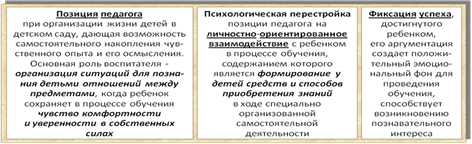 Позиция педагога
при организации жизни детей в
детском саду, дающая возможность
самостоятельного накопления чув-
ственного опыта и его осмысления.
Основная роль воспитателя -
организация ситуаций для позна-
ния детьми отношений между
предметами, когда ребенок
сохраняет в процессе обучения
чувство комфортности
и уверенности в собственных
силах
Психологическая перестройка
позиции педагога на
личностно-ориентированное
взаимодействие с ребенком
в процессе обучения,
содержанием которого
является формирование у
детей средств и способов
приобретения знаний
в ходе специально
организованной
самостоятельной
деятельности
Фиксация успеха,
достигнутого
ребенком,
его аргументация
создает положи-
тельный эмоцио-
нальный фон для
проведения
обучения,
способствует
возникновению
познавательного
интереса